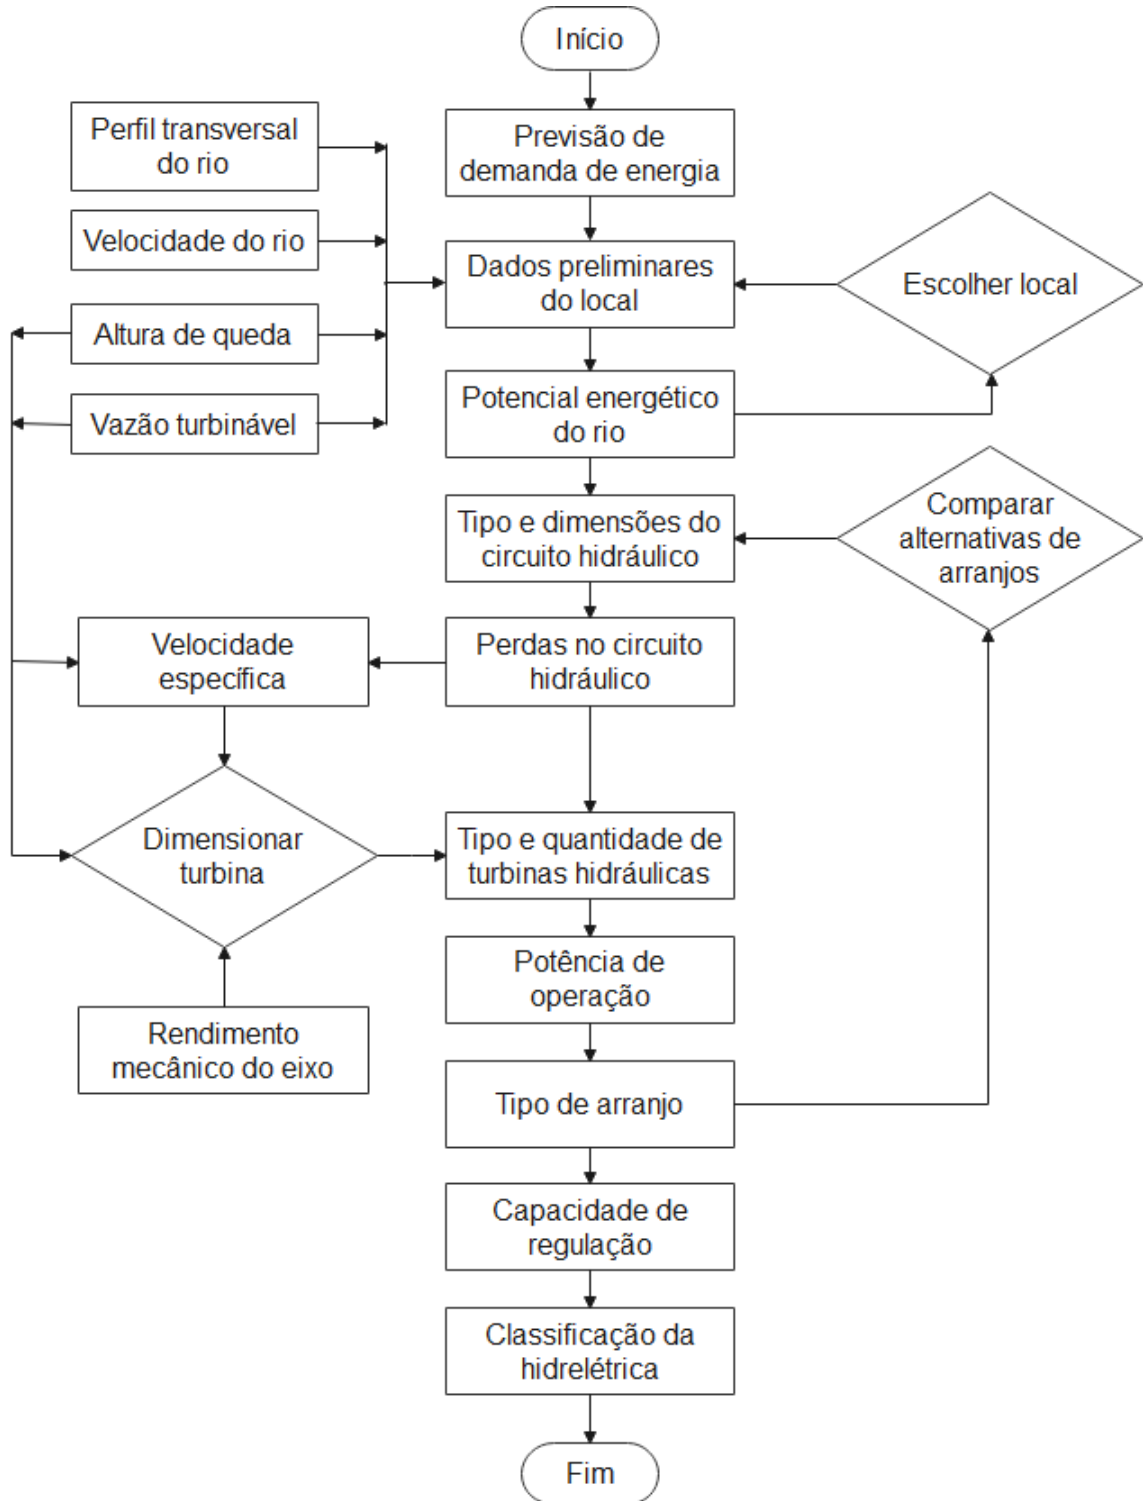 Início
Perfil transversal
do rio
Previsão de
demanda de energia
Velocidade do rio
Dados preliminares
do local
Escolher local
Altura de queda
Vazão turbinável
Potencial energético
do rio
Tipo e dimensões do
circuito hidráulico
Comparar
alternativas de
arranjos
Velocidade
específica
Perdas no circuito
hidráulico
Dimensionar
turbina
Tipo e quantidade de
turbinas hidráulicas
Potência de
operação
Rendimento
mecânico do eixo
Tipo de arranjo
Capacidade de
regulação
Classificação da
hidrelétrica
Fim